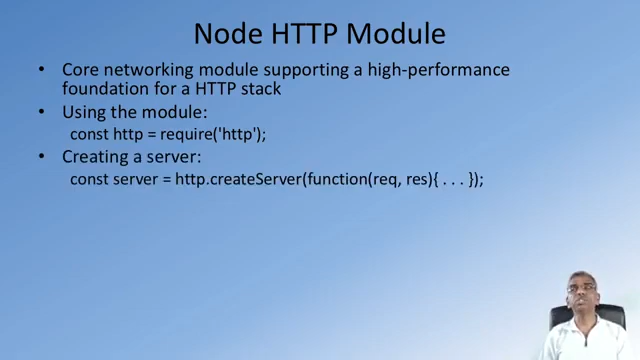 Node HTTP Module
• Core networking module supporting a high-performance
foundation for a HTTP stack
• Using the module:
const http = require('http');
• Creating a server:
const server = http.createServer(function(req, res){ . . . });